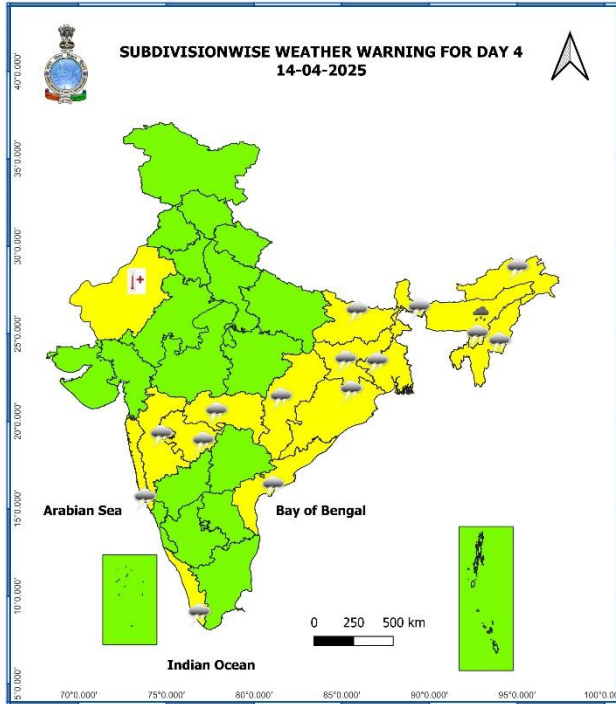 SUBDIVISIONWISE WEATHER WARNING FOR DAY 4
14-04-2025
40°0.000'
35°0.000'
30°0.000'
25°0.000'
20°0.000'
15°0.000'
10°0.000'
5°0.000'
Arabian Sea
Bay of Bengal
0 250 500 km
Indian Ocean
70°0.000' 75°0.000' 80°0.000' 85°0.000' 90°0.000' 95°0.000' 100°0.0